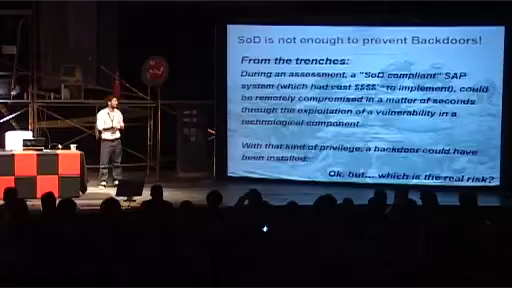 SoD is not enough to prevent Backdoors!
From the trenches:
During an assessment, a "SoD compliant" SAP
system (which had cost $$$$'s to implement), could
be remotely compromised in a matter of seconds
through the exploitation of a vulnerability in a
technological component.
With that kind of privilege, a backdoor could have
been installed.
Ok, but... which is the real risk?